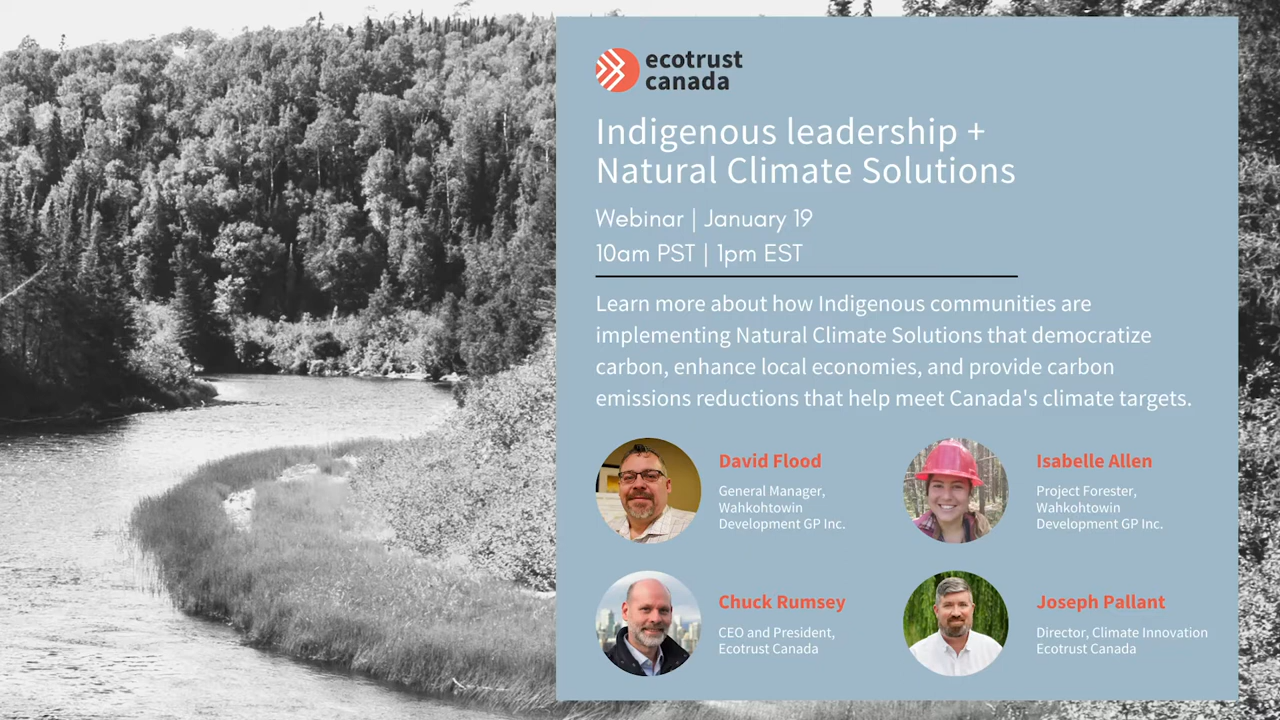 ecotrust
canada
Indigenous leadership +
Natural Climate Solutions
Webinar | January 19
10am PST | 1pm EST
Learn more about how Indigenous communities are
implementing Natural Climate Solutions that democratize
carbon, enhance local economies, and provide carbon
emissions reductions that help meet Canada's climate targets.
David Flood
General Manager,
Wahkohtowin
Development GP Inc.
Isabelle Allen
Project Forester,
Wahkohtowin
Development GP Inc.
Chuck Rumsey
CEO and President,
Ecotrust Canada
Joseph Pallant
Director, Climate Innovation
Ecotrust Canada